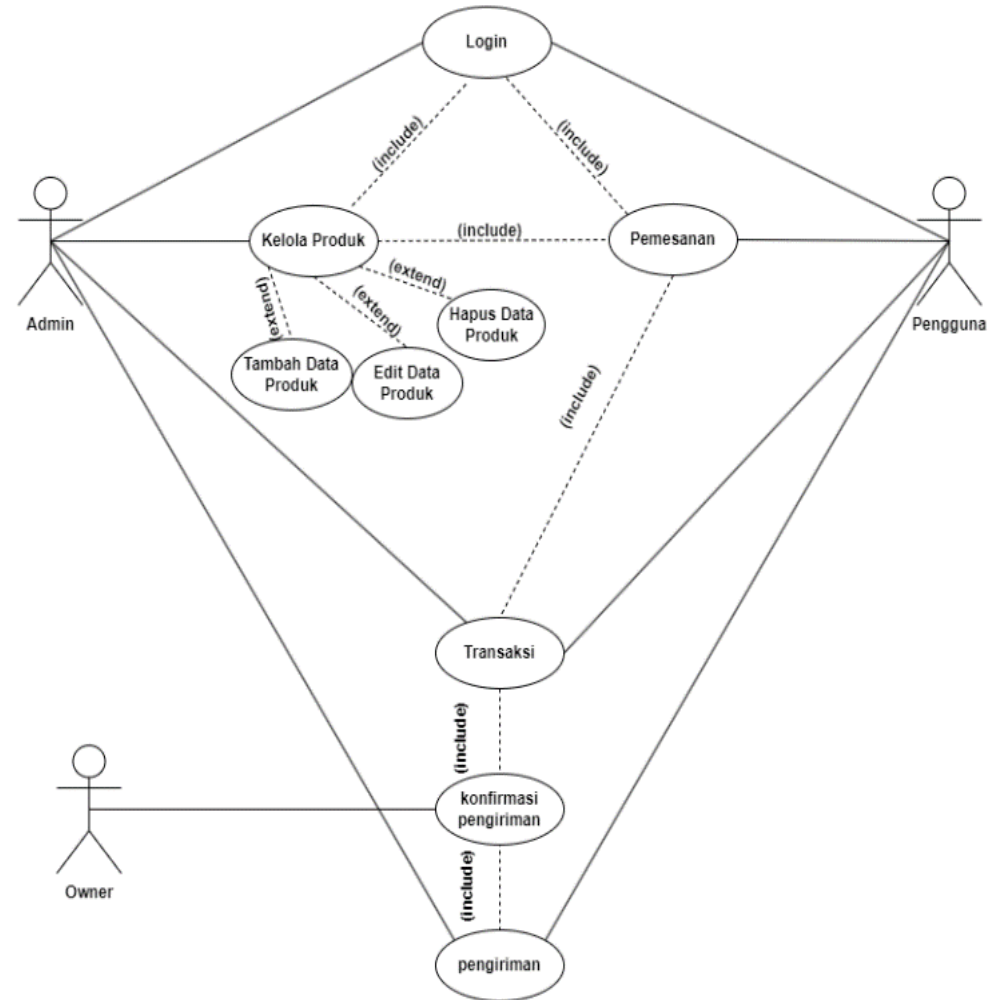 Login
(include)
(include)
Kelola Produk
(include)
Pemesanan
Admin
Pengguna
(extend)
(extend)
(extend)
Hapus Data
Produk
Tambah Data
Produk
Edit Data
Produk
(include)
Transaksi
(include)
konfirmasi
pengiriman
Owner
(include)
pengiriman